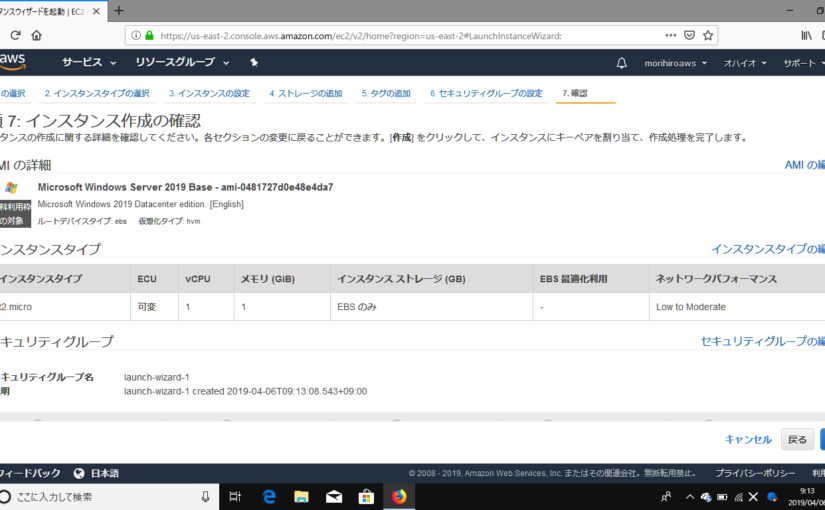 ンスウィザードを起動 | EC2
https://us-east-2.console.aws.amazon.com/ec2/v2/home?region=us-east-2#LaunchInstanceWizard:
aws サービス リソースグループ morihiroaws オハイオ サポート
の選択 2. インスタンスタイプの選択 3. インスタンスの設定 4. ストレージの追加 5. タグの追加 6. セキュリティグループの設定 7. 確認
7: インスタンス作成の確認
タンスの作成に関する詳細を確認してください。各セクションの変更に戻ることができます。[作成] をクリックして、インスタンスにキーペアを割り当て、作成処理を完了します。
MI の詳細 AMI の編
Microsoft Windows Server 2019 Base - ami-0481727d0e48e4da7
料利用枠
の対象
Microsoft Windows 2019 Datacenter edition. [English]
ルートデバイスタイプ: ebs 仮想化タイプ: hvm
ンスタンスタイプ インスタンスタイプの編
インスタンスタイプ ECU vCPU メモリ (GiB) インスタンス ストレージ (GB) EBS 最適化利用 ネットワークパフォーマンス
t2.micro 可変 1 1 EBS のみ - Low to Moderate
キュリティグループ セキュリティグループの編
キュリティグループ名 launch-wizard-1
明 launch-wizard-1 created 2019-04-06T09:13:08.543+09:00
キャンセル 戻る
フィードバック 日本語 © 2008 - 2019, Amazon Web Services, Inc. またはその関連会社。無断転用禁止。 プライバシーポリシー 利用
ここに入力して検索
9:13
2019/04/06